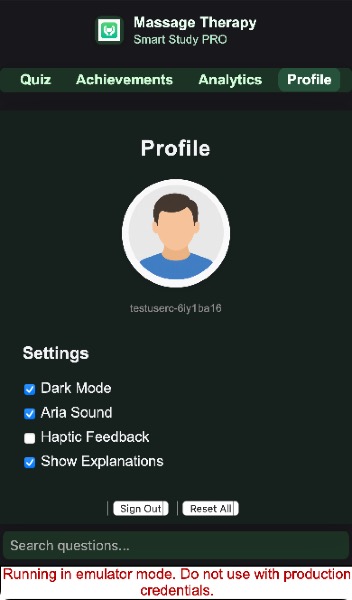 Massage Therapy
Smart Study PRO
Quiz Achievements Analytics Profile
Profile
testuserc-6ly1ba16
Settings
Dark Mode
Aria Sound
Haptic Feedback
Show Explanations
Sign Out Reset All
Search questions...
Running in emulator mode. Do not use with production
credentials.